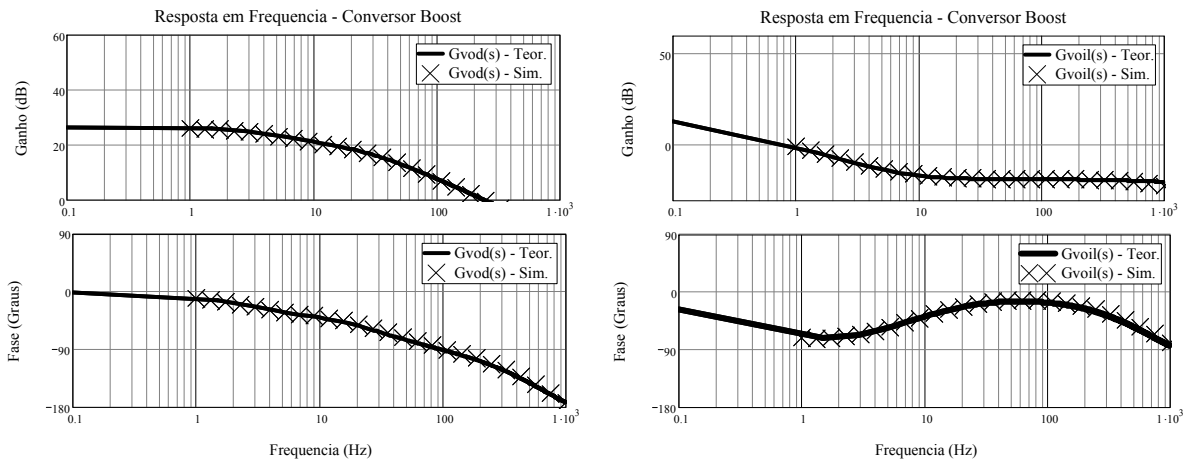 Resposta em Frequencia - Conversor Boost
Ganho (dB)
60
40
20
0
Gvod(s) - Teor.
Gvod(s) - Sim.
0.1
1
10
100
1·10³
Fase (Graus)
90
0
−90
−180
Gvod(s) - Teor.
Gvod(s) - Sim.
0.1
1
10
100
1·10³
Frequencia (Hz)
Resposta em Frequencia - Conversor Boost
Ganho (dB)
50
0
Gvoil(s) - Teor.
Gvoil(s) - Sim.
0.1
1
10
100
1·10³
Fase (Graus)
90
0
−90
−180
Gvoil(s) - Teor.
Gvoil(s) - Sim.
0.1
1
10
100
1·10³
Frequencia (Hz)